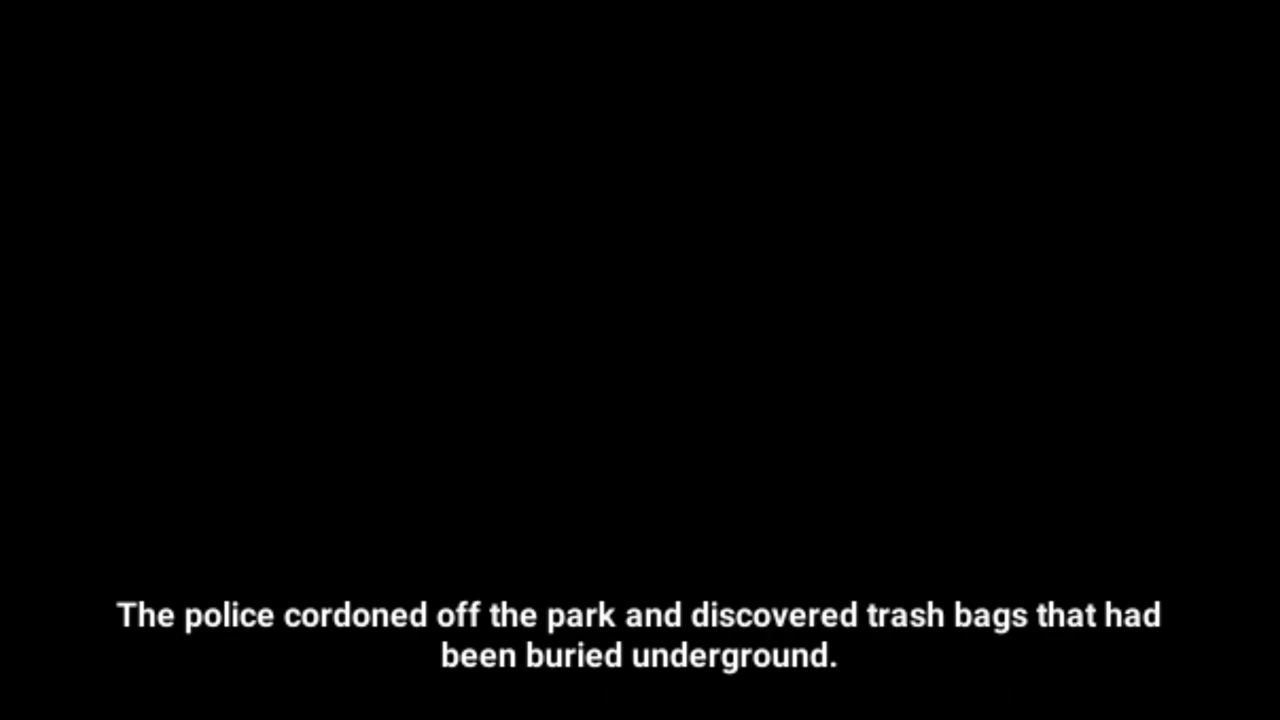 The police cordoned off the park and discovered trash bags that had
been buried underground.